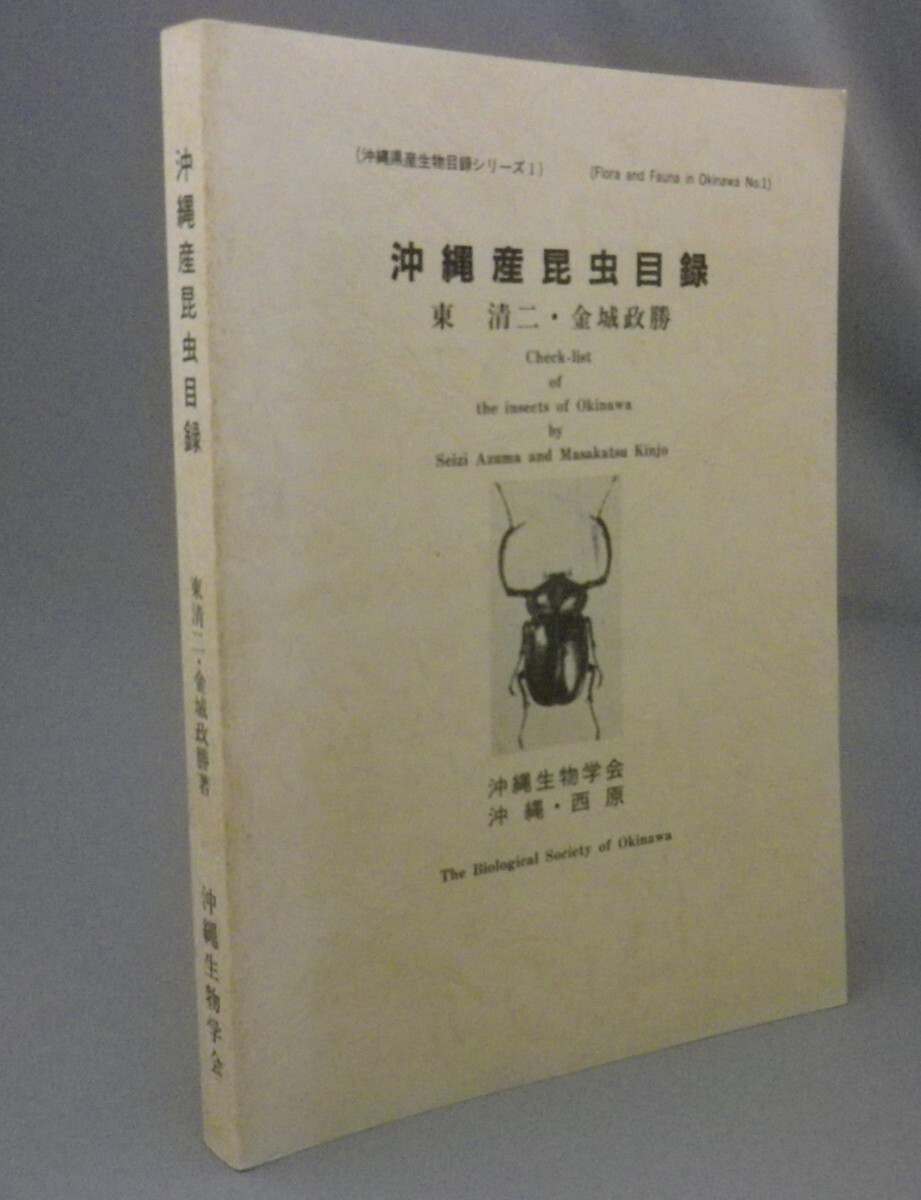 (沖縄県産生物目録シリーズ1)
(Flora and Fauna in Okinawa No.1)
沖縄産昆虫目録
東 清二・金城政勝
Check-list
of
the insects of Okinawa
by
Seizi Azuma and Masakatsu Kinjo
沖縄生物学会
沖縄・西原
The Biological Society of Okinawa
沖縄産昆虫目録
東清二・金城政勝著
沖縄生物学会